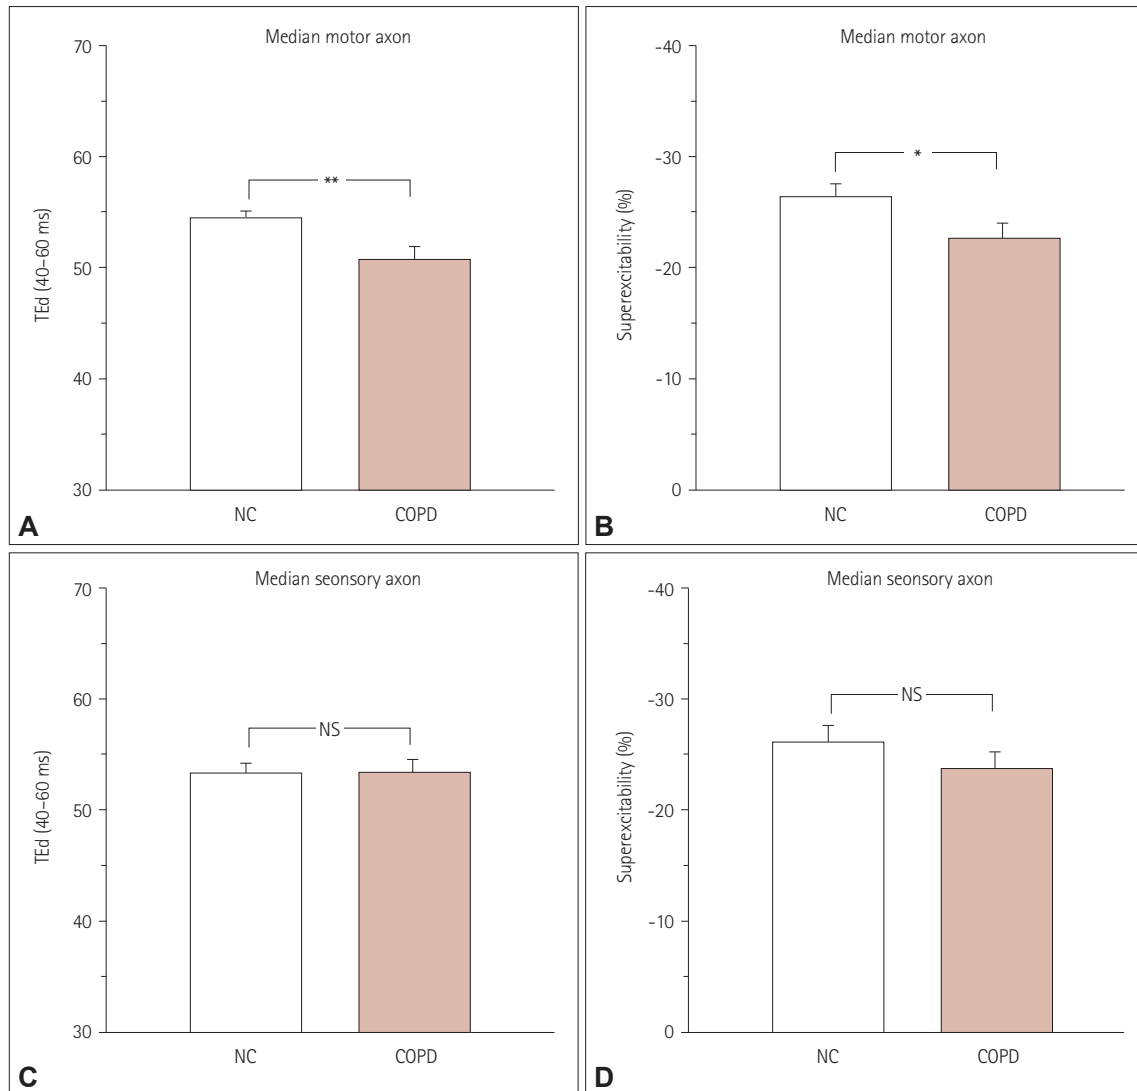 Median motor axon
70
60
50
40
30
TEd (40–60 ms)
**
NC COPD
A
Median motor axon
-40
-30
-20
-10
0
Superexcitability (%)
*
NC COPD
B
Median seonsory axon
70
60
50
40
30
TEd (40–60 ms)
NS
NC COPD
C
Median seonsory axon
-40
-30
-20
-10
0
Superexcitability (%)
NS
NC COPD
D